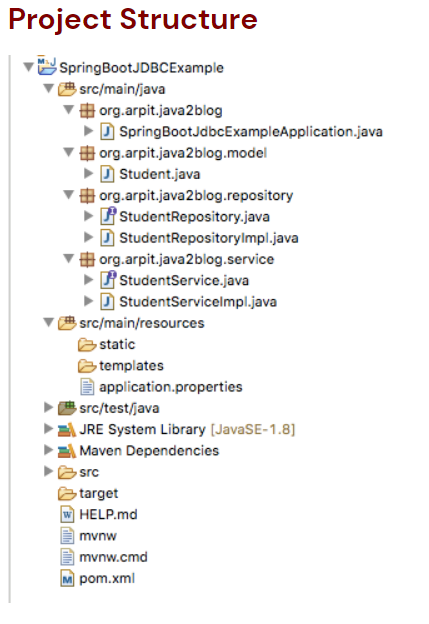 Project Structure
SpringBootJDBCExample
src/main/java
org.arpit.java2blog
SpringBootJdbcExampleApplication.java
org.arpit.java2blog.model
Student.java
org.arpit.java2blog.repository
StudentRepository.java
StudentRepositoryImpl.java
org.arpit.java2blog.service
StudentService.java
StudentServiceImpl.java
src/main/resources
static
templates
application.properties
src/test/java
JRE System Library [JavaSE-1.8]
Maven Dependencies
src
target
HELP.md
mvnw
mvnw.cmd
pom.xml